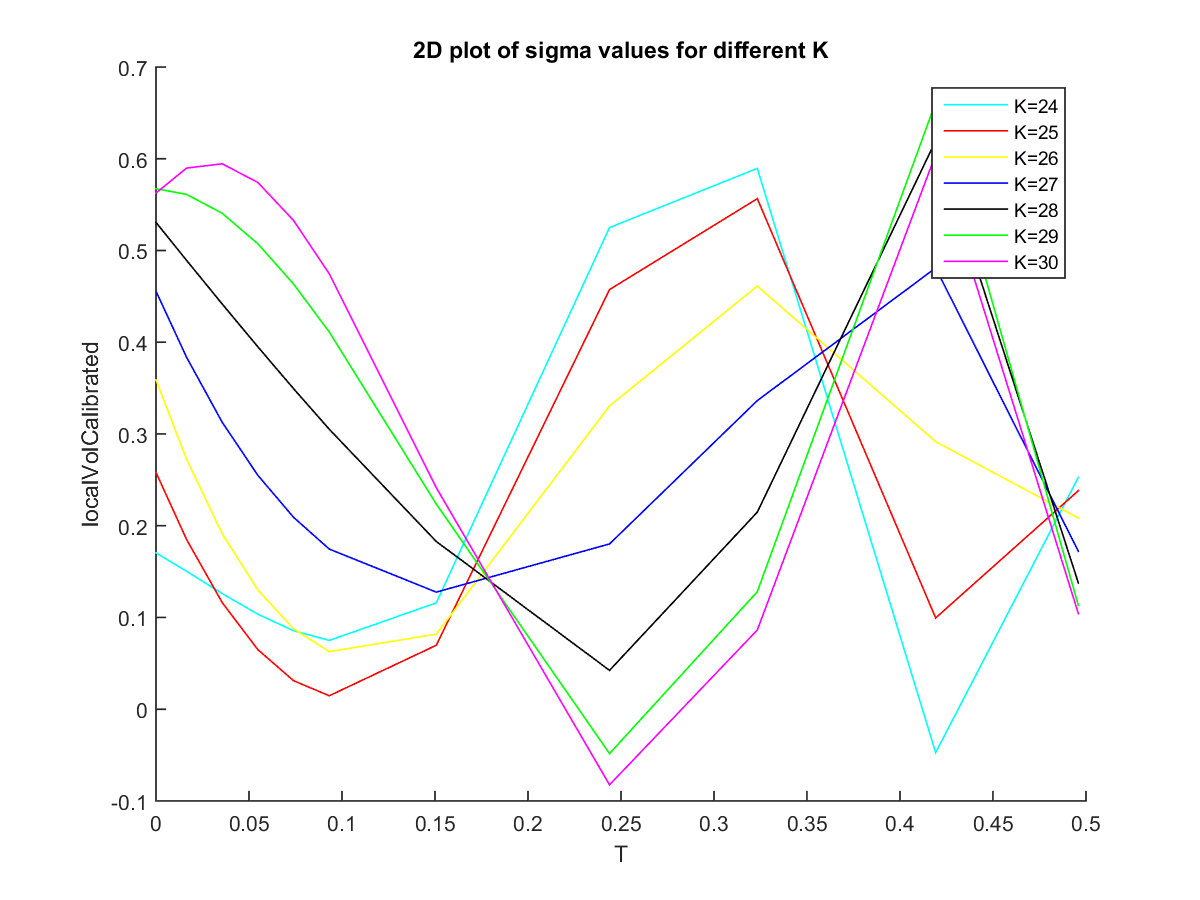 2D plot of sigma values for different K
0.7
0.6
0.5
0.4
0.3
0.2
0.1
0
-0.1
localVolCalibrated
K=24
K=25
K=26
K=27
K=28
K=29
K=30
0 0.05 0.1 0.15 0.2 0.25 0.3 0.35 0.4 0.45 0.5
T